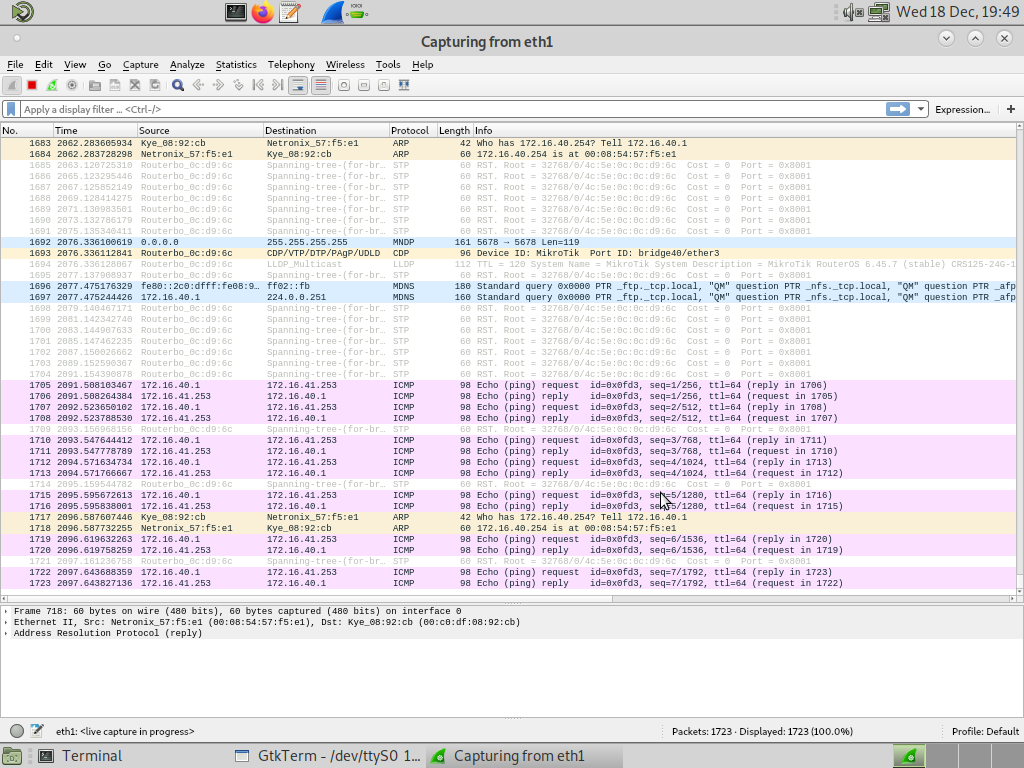 Wed 18 Dec, 19:49
Capturing from eth1
File Edit View Go Capture Analyze Statistics Telephony Wireless Tools Help
Apply a display filter ... <Ctrl-/> Expression... +
No. Time Source Destination Protocol Length Info
1683 2062.283605934 Kye_08:92:cb Netronix_57:f5:e1 ARP 42 Who has 172.16.40.254? Tell 172.16.40.1
1684 2062.283728298 Netronix_57:f5:e1 Kye_08:92:cb ARP 60 172.16.40.254 is at 00:08:54:57:f5:e1
1685 2063.120725310 Routerbo_0c:d9:6c Spanning-tree-(for-br… STP 60 RST. Root = 32768/0/4c:5e:0c:0c:d9:6c Cost = 0 Port = 0x8001
1686 2065.123295446 Routerbo_0c:d9:6c Spanning-tree-(for-br… STP 60 RST. Root = 32768/0/4c:5e:0c:0c:d9:6c Cost = 0 Port = 0x8001
1687 2067.125852149 Routerbo_0c:d9:6c Spanning-tree-(for-br… STP 60 RST. Root = 32768/0/4c:5e:0c:0c:d9:6c Cost = 0 Port = 0x8001
1688 2069.128414275 Routerbo_0c:d9:6c Spanning-tree-(for-br… STP 60 RST. Root = 32768/0/4c:5e:0c:0c:d9:6c Cost = 0 Port = 0x8001
1689 2071.130983501 Routerbo_0c:d9:6c Spanning-tree-(for-br… STP 60 RST. Root = 32768/0/4c:5e:0c:0c:d9:6c Cost = 0 Port = 0x8001
1690 2073.132786179 Routerbo_0c:d9:6c Spanning-tree-(for-br… STP 60 RST. Root = 32768/0/4c:5e:0c:0c:d9:6c Cost = 0 Port = 0x8001
1691 2075.135340411 Routerbo_0c:d9:6c Spanning-tree-(for-br… STP 60 RST. Root = 32768/0/4c:5e:0c:0c:d9:6c Cost = 0 Port = 0x8001
1692 2076.336100619 0.0.0.0 255.255.255.255 MNDP 161 5678 → 5678 Len=119
1693 2076.336112841 Routerbo_0c:d9:6c CDP/VTP/DTP/PAgP/UDLD CDP 96 Device ID: MikroTik Port ID: bridge40/ether3
1694 2076.336128067 Routerbo_0c:d9:6c LLDP_Multicast LLDP 112 TTL = 120 System Name = MikroTik System Description = MikroTik RouterOS 6.45.7 (stable) CRS125-24G-1
1695 2077.137908937 Routerbo_0c:d9:6c Spanning-tree-(for-br… STP 60 RST. Root = 32768/0/4c:5e:0c:0c:d9:6c Cost = 0 Port = 0x8001
1696 2077.475176329 fe80::2c0:dfff:fe08:9… ff02::fb MDNS 180 Standard query 0x0000 PTR _ftp._tcp.local, "QM" question PTR _nfs._tcp.local, "QM" question PTR _afp
1697 2077.475244426 172.16.40.1 224.0.0.251 MDNS 160 Standard query 0x0000 PTR _ftp._tcp.local, "QM" question PTR _nfs._tcp.local, "QM" question PTR _afp
1698 2079.140467171 Routerbo_0c:d9:6c Spanning-tree-(for-br… STP 60 RST. Root = 32768/0/4c:5e:0c:0c:d9:6c Cost = 0 Port = 0x8001
1699 2081.142342740 Routerbo_0c:d9:6c Spanning-tree-(for-br… STP 60 RST. Root = 32768/0/4c:5e:0c:0c:d9:6c Cost = 0 Port = 0x8001
1700 2083.144907633 Routerbo_0c:d9:6c Spanning-tree-(for-br… STP 60 RST. Root = 32768/0/4c:5e:0c:0c:d9:6c Cost = 0 Port = 0x8001
1701 2085.147462235 Routerbo_0c:d9:6c Spanning-tree-(for-br… STP 60 RST. Root = 32768/0/4c:5e:0c:0c:d9:6c Cost = 0 Port = 0x8001
1702 2087.150026662 Routerbo_0c:d9:6c Spanning-tree-(for-br… STP 60 RST. Root = 32768/0/4c:5e:0c:0c:d9:6c Cost = 0 Port = 0x8001
1703 2089.152590367 Routerbo_0c:d9:6c Spanning-tree-(for-br… STP 60 RST. Root = 32768/0/4c:5e:0c:0c:d9:6c Cost = 0 Port = 0x8001
1704 2091.154390878 Routerbo_0c:d9:6c Spanning-tree-(for-br… STP 60 RST. Root = 32768/0/4c:5e:0c:0c:d9:6c Cost = 0 Port = 0x8001
1705 2091.508103467 172.16.40.1 172.16.41.253 ICMP 98 Echo (ping) request id=0x0fd3, seq=1/256, ttl=64 (reply in 1706)
1706 2091.508264384 172.16.41.253 172.16.40.1 ICMP 98 Echo (ping) reply id=0x0fd3, seq=1/256, ttl=64 (request in 1705)
1707 2092.523650102 172.16.40.1 172.16.41.253 ICMP 98 Echo (ping) request id=0x0fd3, seq=2/512, ttl=64 (reply in 1708)
1708 2092.523788530 172.16.41.253 172.16.40.1 ICMP 98 Echo (ping) reply id=0x0fd3, seq=2/512, ttl=64 (request in 1707)
1709 2093.156968156 Routerbo_0c:d9:6c Spanning-tree-(for-br… STP 60 RST. Root = 32768/0/4c:5e:0c:0c:d9:6c Cost = 0 Port = 0x8001
1710 2093.547644412 172.16.40.1 172.16.41.253 ICMP 98 Echo (ping) request id=0x0fd3, seq=3/768, ttl=64 (reply in 1711)
1711 2093.547778789 172.16.41.253 172.16.40.1 ICMP 98 Echo (ping) reply id=0x0fd3, seq=3/768, ttl=64 (request in 1710)
1712 2094.571634734 172.16.40.1 172.16.41.253 ICMP 98 Echo (ping) request id=0x0fd3, seq=4/1024, ttl=64 (reply in 1713)
1713 2094.571766667 172.16.41.253 172.16.40.1 ICMP 98 Echo (ping) reply id=0x0fd3, seq=4/1024, ttl=64 (request in 1712)
1714 2095.159544782 Routerbo_0c:d9:6c Spanning-tree-(for-br… STP 60 RST. Root = 32768/0/4c:5e:0c:0c:d9:6c Cost = 0 Port = 0x8001
1715 2095.595672613 172.16.40.1 172.16.41.253 ICMP 98 Echo (ping) request id=0x0fd3, seq=5/1280, ttl=64 (reply in 1716)
1716 2095.595838001 172.16.41.253 172.16.40.1 ICMP 98 Echo (ping) reply id=0x0fd3, seq=5/1280, ttl=64 (request in 1715)
1717 2096.587607446 Kye_08:92:cb Netronix_57:f5:e1 ARP 42 Who has 172.16.40.254? Tell 172.16.40.1
1718 2096.587732255 Netronix_57:f5:e1 Kye_08:92:cb ARP 60 172.16.40.254 is at 00:08:54:57:f5:e1
1719 2096.619632263 172.16.40.1 172.16.41.253 ICMP 98 Echo (ping) request id=0x0fd3, seq=6/1536, ttl=64 (reply in 1720)
1720 2096.619758259 172.16.41.253 172.16.40.1 ICMP 98 Echo (ping) reply id=0x0fd3, seq=6/1536, ttl=64 (request in 1719)
1721 2097.161236758 Routerbo_0c:d9:6c Spanning-tree-(for-br… STP 60 RST. Root = 32768/0/4c:5e:0c:0c:d9:6c Cost = 0 Port = 0x8001
1722 2097.643688359 172.16.40.1 172.16.41.253 ICMP 98 Echo (ping) request id=0x0fd3, seq=7/1792, ttl=64 (reply in 1723)
1723 2097.643827136 172.16.41.253 172.16.40.1 ICMP 98 Echo (ping) reply id=0x0fd3, seq=7/1792, ttl=64 (request in 1722)
Frame 718: 60 bytes on wire (480 bits), 60 bytes captured (480 bits) on interface 0
Ethernet II, Src: Netronix_57:f5:e1 (00:08:54:57:f5:e1), Dst: Kye_08:92:cb (00:c0:df:08:92:cb)
Address Resolution Protocol (reply)
eth1: <live capture in progress> Packets: 1723 · Displayed: 1723 (100.0%) Profile: Default
Terminal GtkTerm - /dev/ttyS0 1... Capturing from eth1